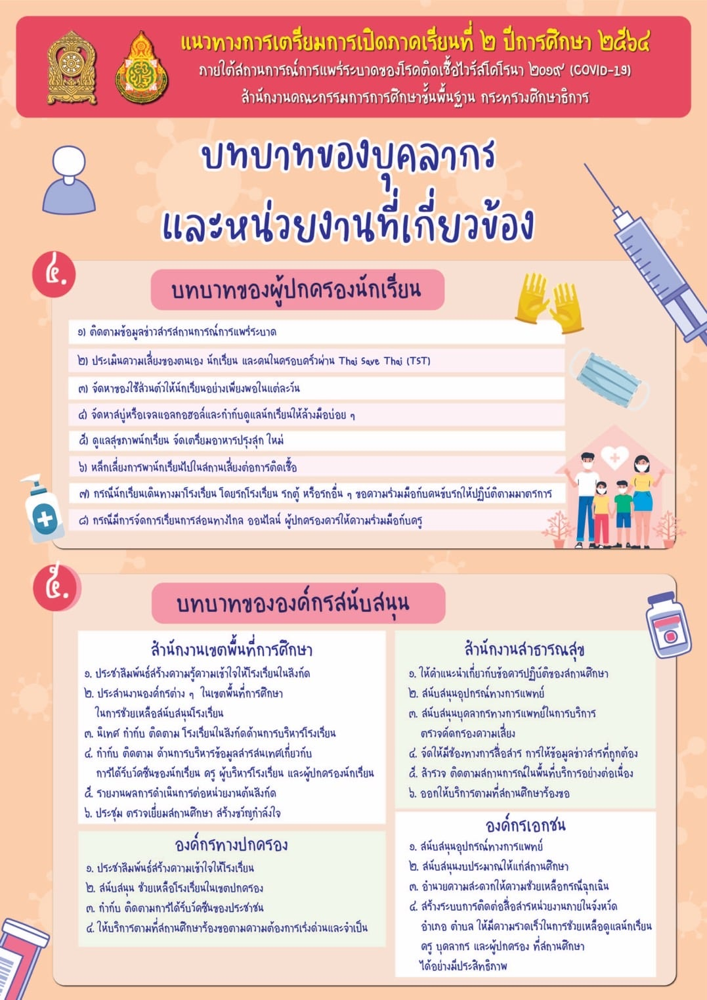 แนวทางการเตรียมการเปิดภาคเรียนที่ ๒ ปีการศึกษา ๒๕๖๔
ภายใต้สถานการณ์การแพร่ระบาดของโรคติดเชื้อไวรัสโคโรนา ๒๐๑๙ (COVID-19)
สำนักงานคณะกรรมการการศึกษาขั้นพื้นฐาน กระทรวงศึกษาธิการ
บทบาทของบุคลากร
และหน่วยงานที่เกี่ยวข้อง
๔.
บทบาทของผู้ปกครองนักเรียน
๑) ติดตามข้อมูลข่าวสารสถานการณ์การแพร่ระบาด
๒) ประเมินความเสี่ยงของตนเอง นักเรียน และคนในครอบครัวผ่าน Thai Save Thai (TST)
๓) จัดหาของใช้ส่วนตัวให้นักเรียนอย่างเพียงพอในแต่ละวัน
๔) จัดหาสบู่หรือเจลแอลกอฮอล์และกำกับดูแลนักเรียนให้ล้างมือบ่อย ๆ
๕) ดูแลสุขภาพนักเรียน จัดเตรียมอาหารปรุงสุก ใหม่
๖) หลีกเลี่ยงการพานักเรียนไปในสถานเสี่ยงต่อการติดเชื้อ
๗) กรณีนักเรียนเดินทางมาโรงเรียน โดยรถโรงเรียน รถตู้ หรือรถอื่น ๆ ขอความร่วมมือกับคนขับรถให้ปฏิบัติตามมาตรการ
๘) กรณีมีการจัดการเรียนการสอนทางไกล ออนไลน์ ผู้ปกครองควรให้ความร่วมมือกับครู
๕.
บทบาทขององค์กรสนับสนุน
สำนักงานเขตพื้นที่การศึกษา
๑. ประชาสัมพันธ์สร้างความรู้ความเข้าใจให้โรงเรียนในสังกัด
๒. ประสานงานองค์กรต่าง ๆ ในเขตพื้นที่การศึกษา
ในการช่วยเหลือสนับสนุนโรงเรียน
๓. นิเทศ กำกับ ติดตาม โรงเรียนในสังกัดด้านการบริหารโรงเรียน
๔. กำกับ ติดตาม ด้านการบริหารข้อมูลสารสนเทศเกี่ยวกับ
การได้รับวัคซีนของนักเรียน ครู ผู้บริหารโรงเรียน และผู้ปกครองนักเรียน
๕. รายงานผลการดำเนินการต่อหน่วยงานต้นสังกัด
๖. ประชุม ตรวจเยี่ยมสถานศึกษา สร้างขวัญกำลังใจ
องค์กรทางปกครอง
๑. ประชาสัมพันธ์สร้างความเข้าใจให้โรงเรียน
๒. สนับสนุน ช่วยเหลือโรงเรียนในเขตปกครอง
๓. กำกับ ติดตามการได้รับวัคซีนของประชาชน
๔. ให้บริการตามที่สถานศึกษาร้องขอตามความต้องการเร่งด่วนและจำเป็น
สำนักงานสาธารณสุข
๑. ให้คำแนะนำเกี่ยวกับข้อควรปฏิบัติของสถานศึกษา
๒. สนับสนุนอุปกรณ์ทางการแพทย์
๓. สนับสนุนบุคลากรทางการแพทย์ในการบริการ
ตรวจคัดกรองความเสี่ยง
๔. จัดให้มีช่องทางการสื่อสาร การให้ข้อมูลข่าวสารที่ถูกต้อง
๕. สำรวจ ติดตามสถานการณ์ในพื้นที่บริการอย่างต่อเนื่อง
๖. ออกให้บริการตามที่สถานศึกษาร้องขอ
องค์กรเอกชน
๑. สนับสนุนอุปกรณ์ทางการแพทย์
๒. สนับสนุนงบประมาณให้แก่สถานศึกษา
๓. อำนวยความสะดวกให้ความช่วยเหลือกรณีฉุกเฉิน
๔. สร้างระบบการติดต่อสื่อสารหน่วยงานภายในจังหวัด
อำเภอ ตำบล ให้มีความรวดเร็วในการช่วยเหลือดูแลนักเรียน
ครู บุคลากร และผู้ปกครอง ที่สถานศึกษา
ได้อย่างมีประสิทธิภาพ